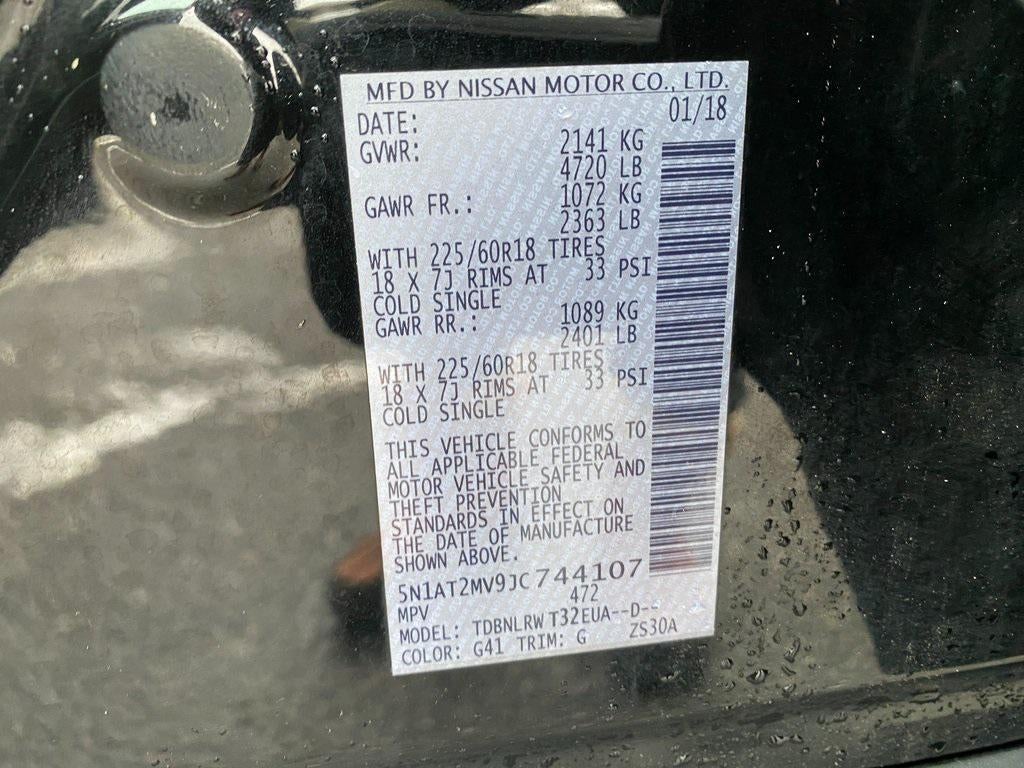 MFD BY NISSAN MOTOR CO., LTD.
DATE: 01/18
GVWR: 2141 KG
4720 LB
GAWR FR.: 1072 KG
2363 LB
WITH 225/60R18 TIRES
18 X 7J RIMS AT 33 PSI
COLD SINGLE
GAWR RR.: 1089 KG
2401 LB
WITH 225/60R18 TIRES
18 X 7J RIMS AT 33 PSI
COLD SINGLE
THIS VEHICLE CONFORMS TO
ALL APPLICABLE FEDERAL
MOTOR VEHICLE SAFETY AND
THEFT PREVENTION
STANDARDS IN EFFECT ON
THE DATE OF MANUFACTURE
SHOWN ABOVE.
5N1AT2MV9JC744107
MPV 472
MODEL: TDBNLRWT32EUA--D--
COLOR: G41 TRIM: G ZS30A